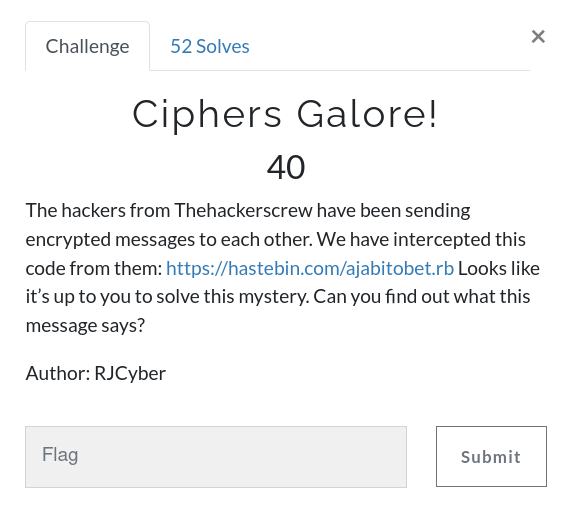 Challenge
52 Solves
×
Ciphers Galore!
40
The hackers from Thehackerscrew have been sending
encrypted messages to each other. We have intercepted this
code from them: https://hastebin.com/ajabitobet.rb Looks like
it’s up to you to solve this mystery. Can you find out what this
message says?
Author: RJCyber
Flag
Submit